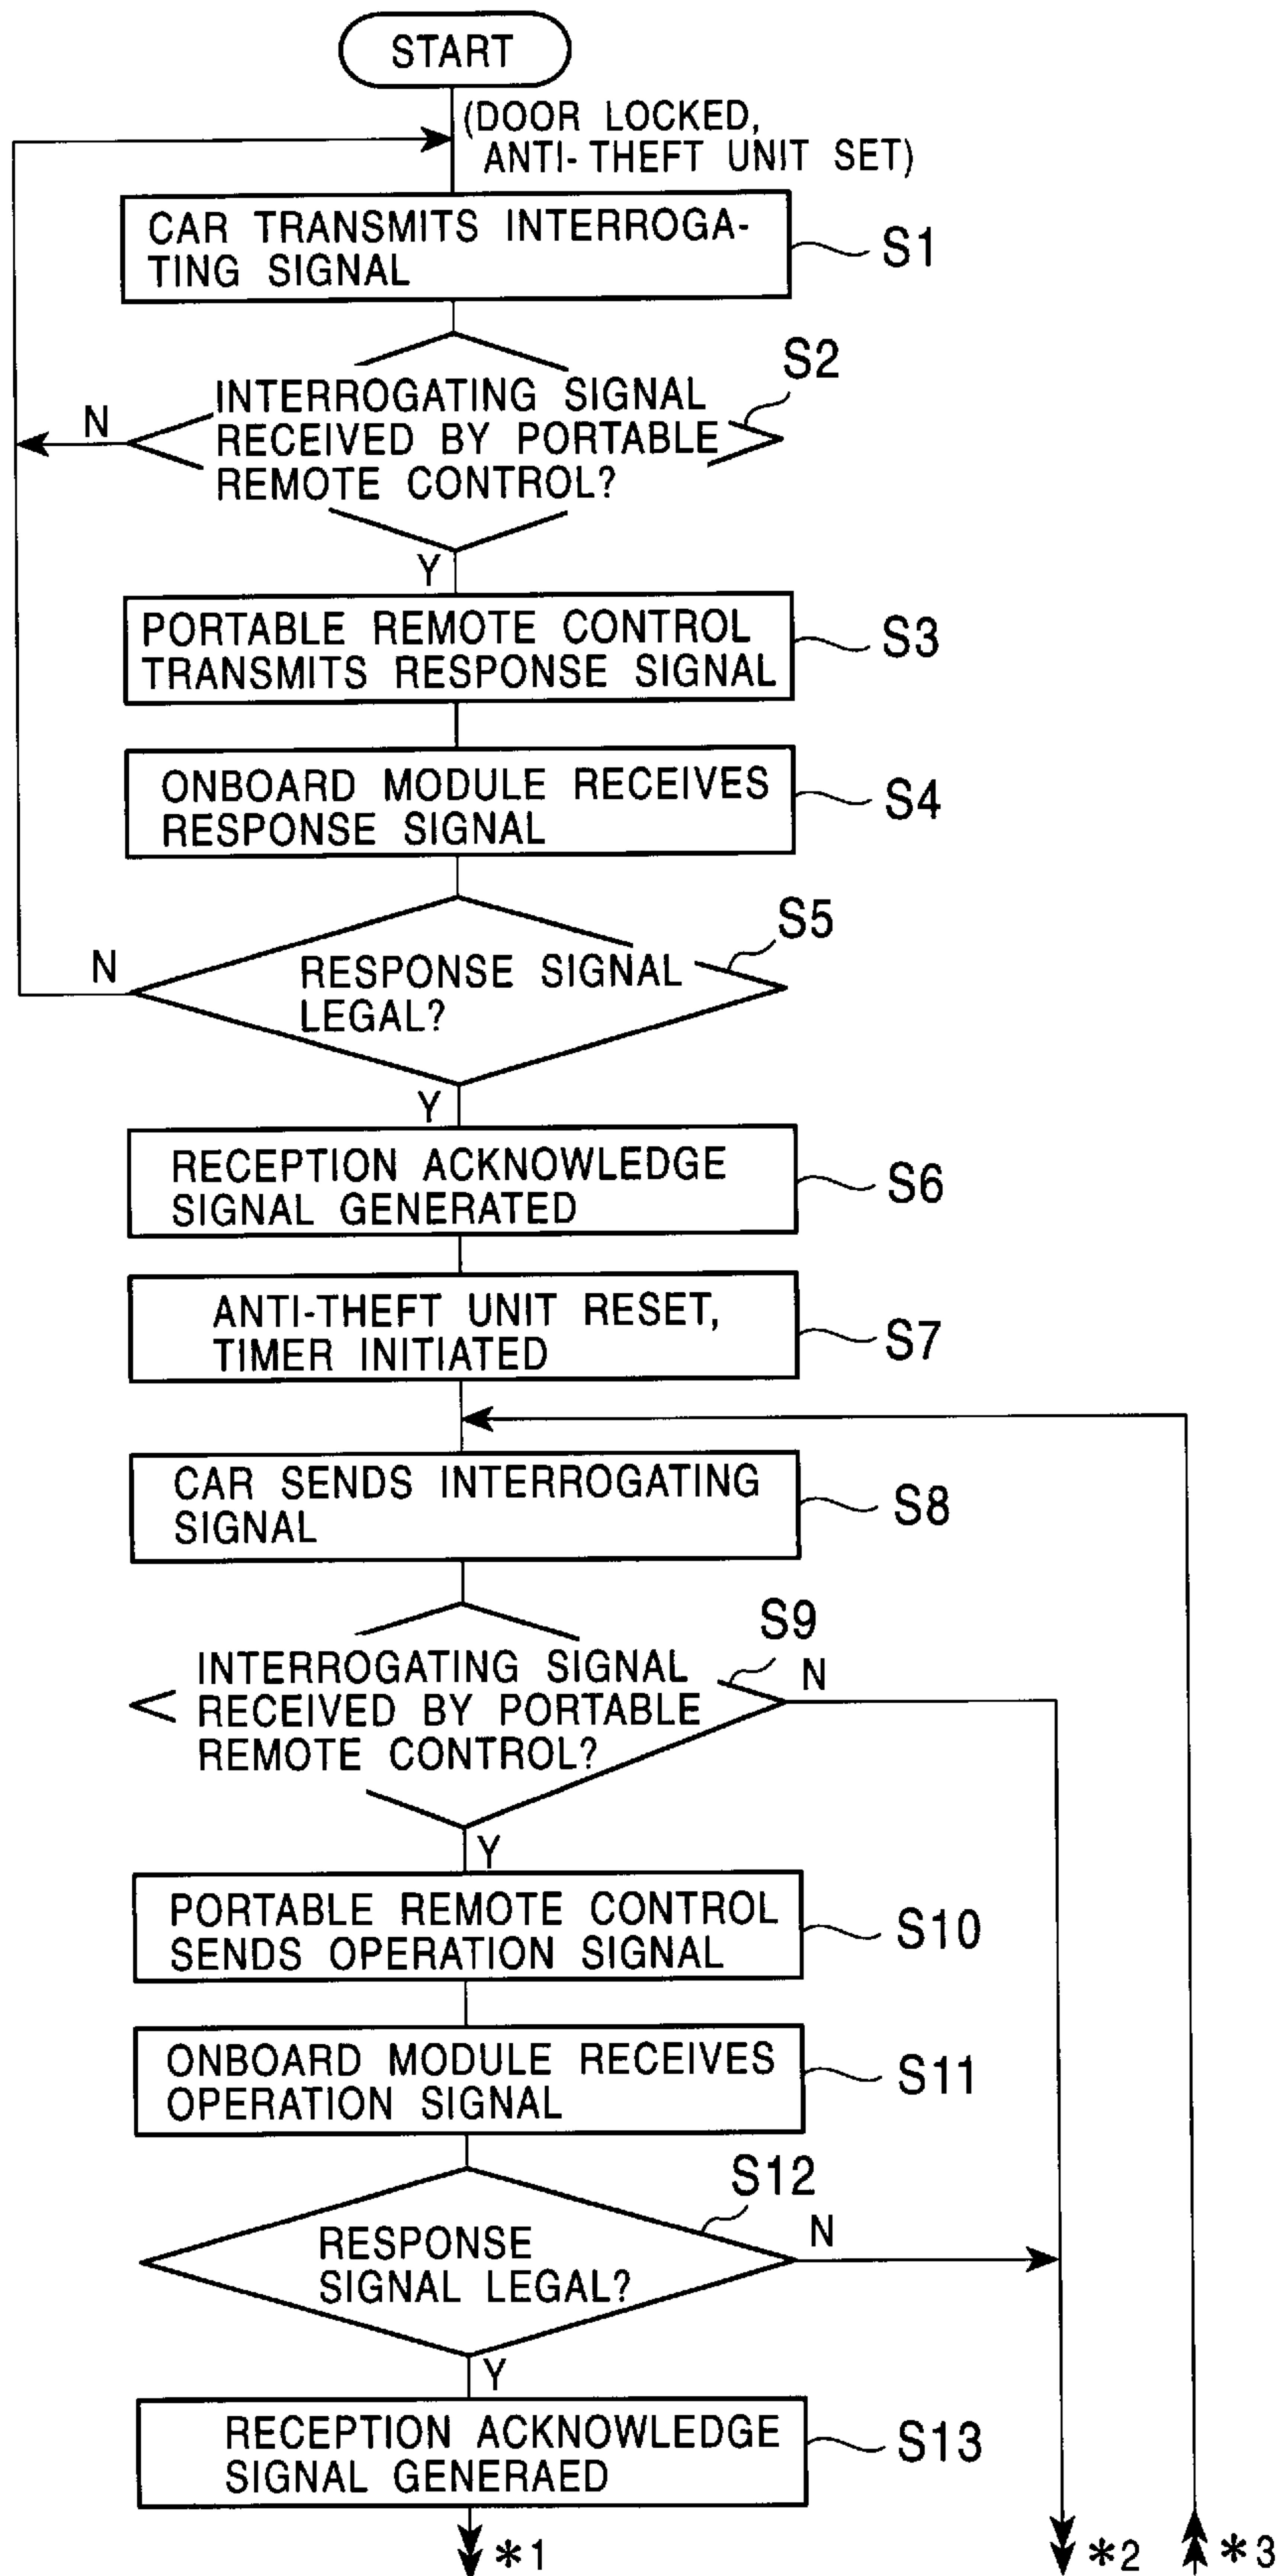 START
(DOOR LOCKED,
ANTI-THEFT UNIT SET)
CAR TRANSMITS INTERROGA-
TING SIGNAL
S1
S2
INTERROGATING SIGNAL
RECEIVED BY PORTABLE
REMOTE CONTROL?
N
Y
PORTABLE REMOTE CONTROL
TRANSMITS RESPONSE SIGNAL
S3
ONBOARD MODULE RECEIVES
RESPONSE SIGNAL
S4
S5
N
RESPONSE SIGNAL
LEGAL?
Y
RECEPTION ACKNOWLEDGE
SIGNAL GENERATED
S6
ANTI-THEFT UNIT RESET,
TIMER INITIATED
S7
CAR SENDS INTERROGATING
SIGNAL
S8
S9
INTERROGATING SIGNAL
RECEIVED BY PORTABLE
REMOTE CONTROL?
N
Y
PORTABLE REMOTE CONTROL
SENDS OPERATION SIGNAL
S10
ONBOARD MODULE RECEIVES
OPERATION SIGNAL
S11
S12
RESPONSE
SIGNAL LEGAL?
N
Y
RECEPTION ACKNOWLEDGE
SIGNAL GENERAED
S13
*1
*2
*3